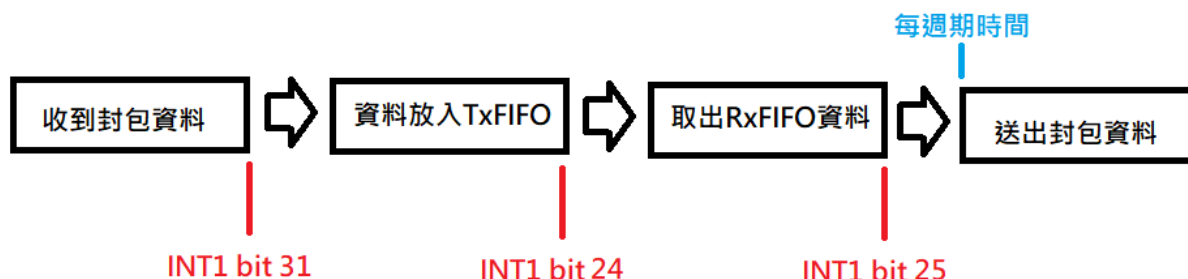 每週期時間
收到封包資料
資料放入TxFIFO
取出RxFIFO資料
送出封包資料
INT1 bit 31
INT1 bit 24
INT1 bit 25